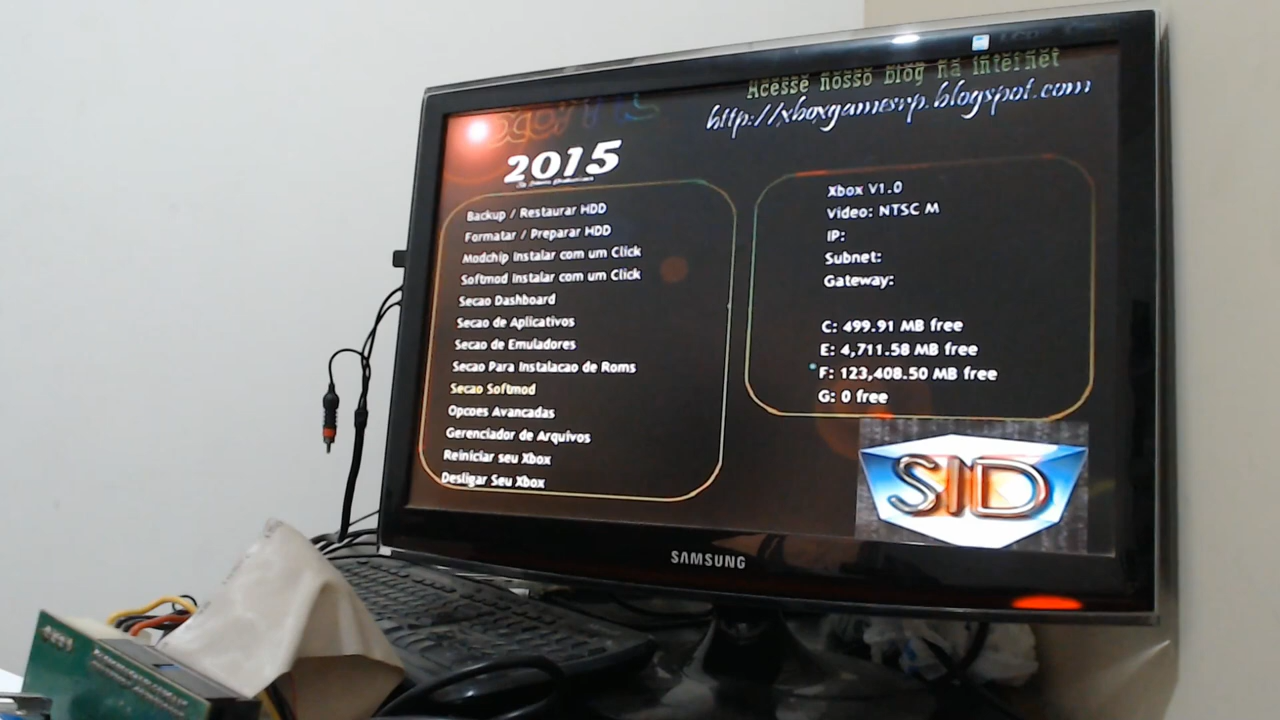 Acesse nosso blog na internet
http://xboxgamesrp.blogspot.com
2015
Backup / Restaurar HDD
Formatar / Preparar HDD
Modchip Instalar com um Click
Softmod Instalar com um Click
Secao Dashboard
Secao de Aplicativos
Secao de Emuladores
Secao Para Instalacao de Roms
Secao Softmod
Opcoes Avancadas
Gerenciador de Arquivos
Reiniciar seu Xbox
Desligar Seu Xbox
Xbox V1.0
Video: NTSC M
IP:
Subnet:
Gateway:
C: 499.91 MB free
E: 4,711.58 MB free
F: 123,408.50 MB free
G: 0 free
SID
SAMSUNG